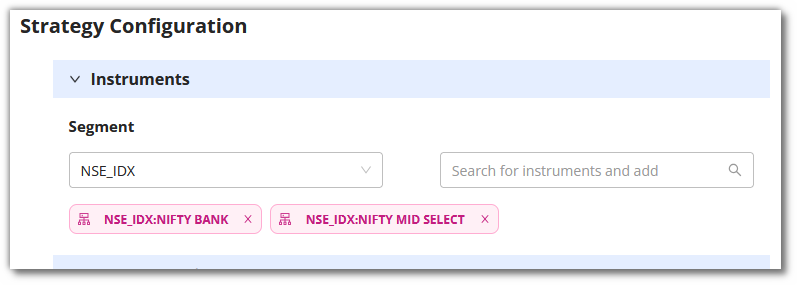 Strategy Configuration
Instruments
Segment
NSE_IDX
Search for instruments and add
NSE_IDX:NIFTY BANK X
NSE_IDX:NIFTY MID SELECT X